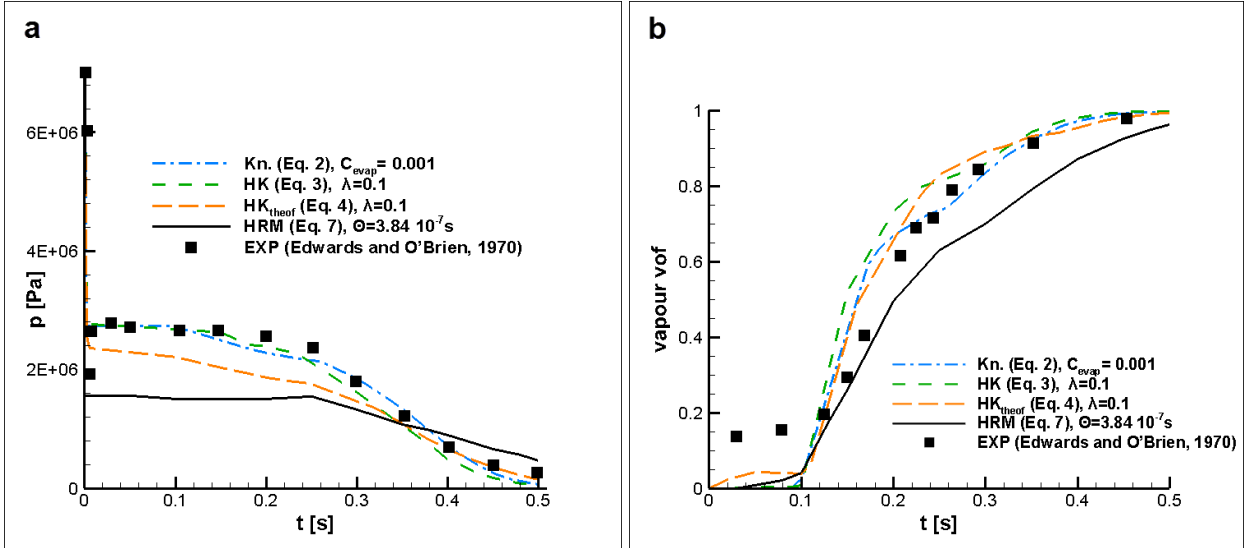 a
6E+06
4E+06
2E+06
0
p [Pa]
Kn. (Eq. 2), Cevap= 0.001
HK (Eq. 3), λ=0.1
HKtheof (Eq. 4), λ=0.1
HRM (Eq. 7), Θ=3.84 10-7s
EXP (Edwards and O'Brien, 1970)
0 0.1 0.2 0.3 0.4 0.5
t [s]
b
1
0.8
0.6
0.4
0.2
0
vapour vof
Kn. (Eq. 2), Cevap= 0.001
HK (Eq. 3), λ=0.1
HKtheof (Eq. 4), λ=0.1
HRM (Eq. 7), Θ=3.84 10-7s
EXP (Edwards and O'Brien, 1970)
0 0.1 0.2 0.3 0.4 0.5
t [s]